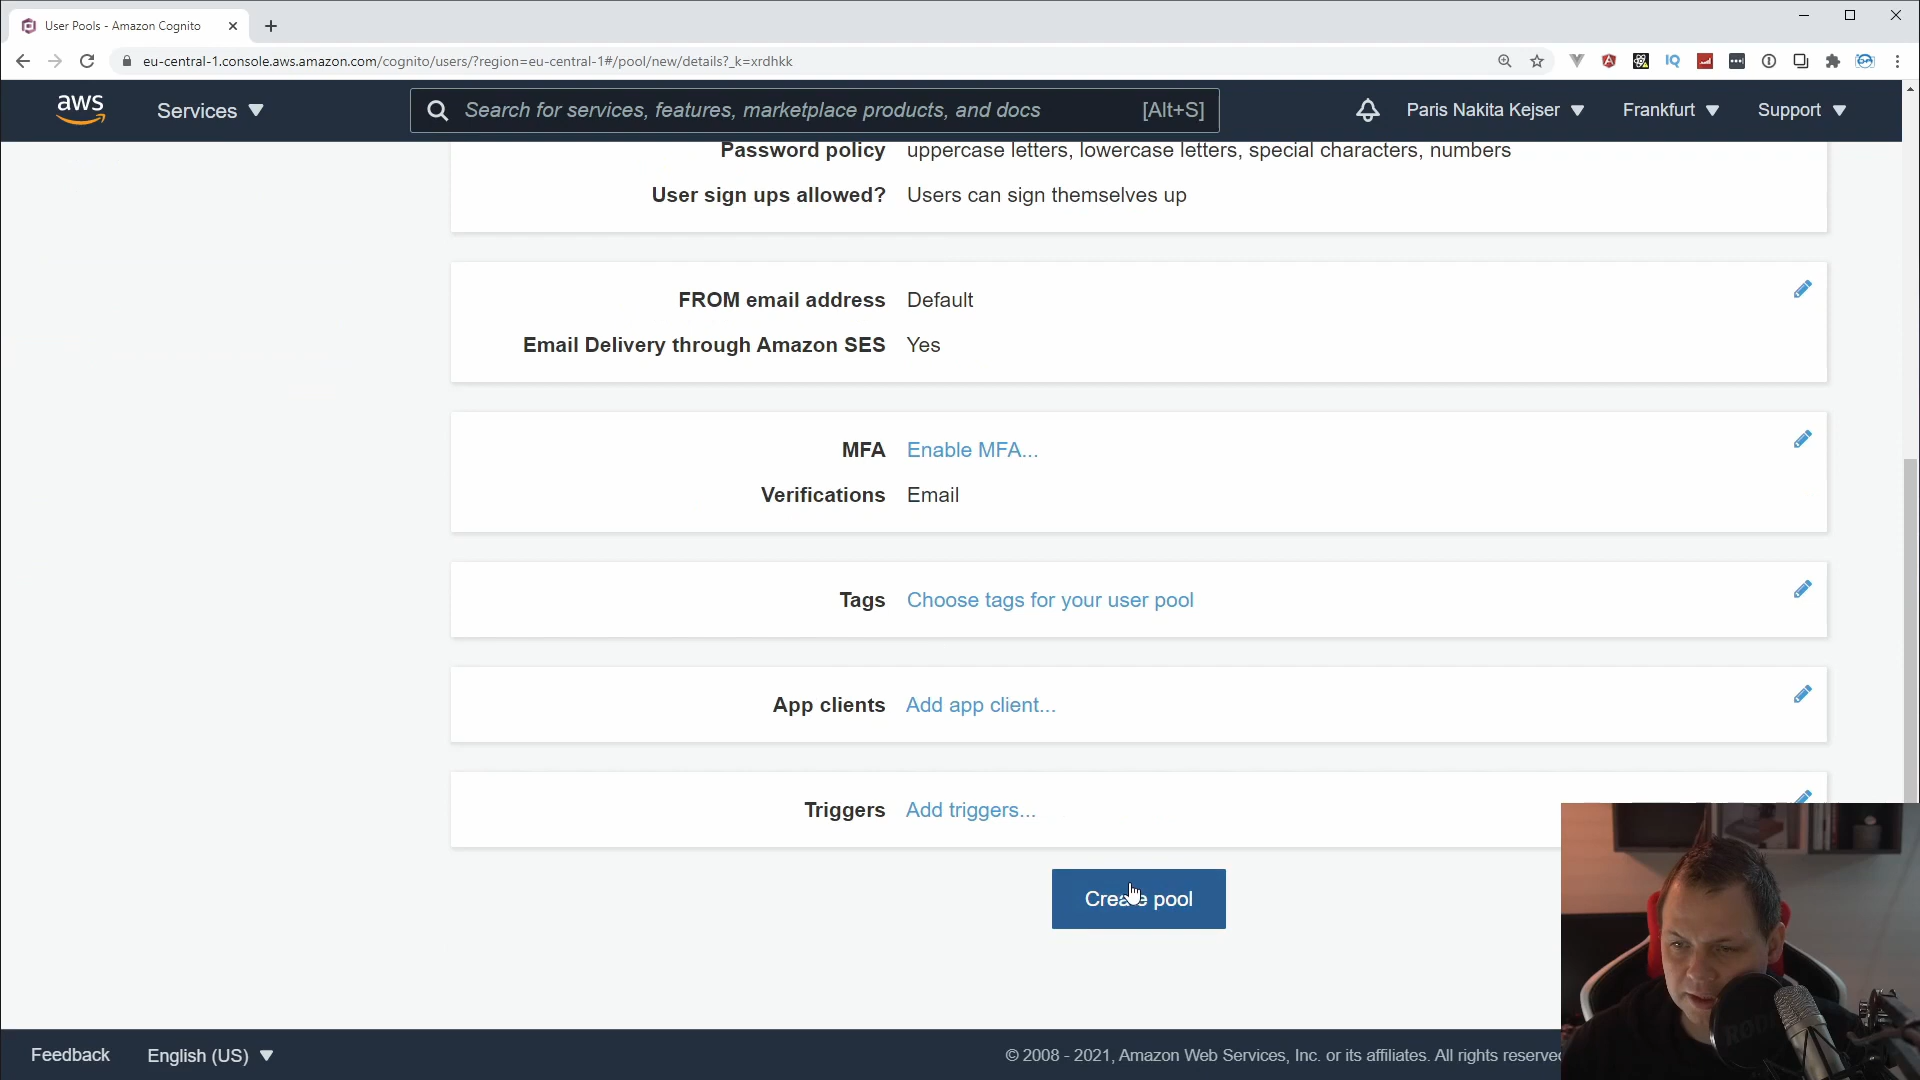 User Pools - Amazon Cognito
eu-central-1.console.aws.amazon.com/cognito/users/?region=eu-central-1#/pool/new/details?_k=xrdhkk
IQ
aws
Services
Search for services, features, marketplace products, and docs
[Alt+S]
Paris Nakita Kejser
Frankfurt
Support
Password policy uppercase letters, lowercase letters, special characters, numbers
User sign ups allowed? Users can sign themselves up
FROM email address Default
Email Delivery through Amazon SES Yes
MFA Enable MFA...
Verifications Email
Tags Choose tags for your user pool
App clients Add app client...
Triggers Add triggers...
Create pool
Feedback
English (US)
© 2008 - 2021, Amazon Web Services, Inc. or its affiliates. All rights reserved